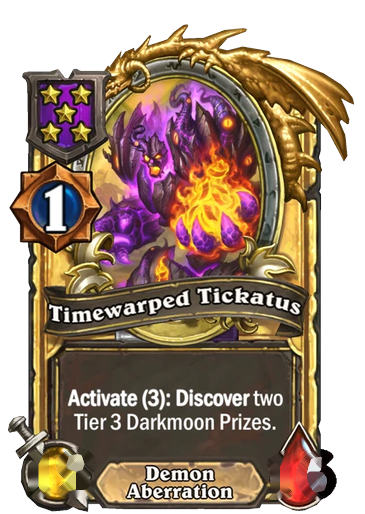 1
Timewarped Tickatus
Activate (3): Discover two
Tier 3 Darkmoon Prizes.
Demon
Aberration